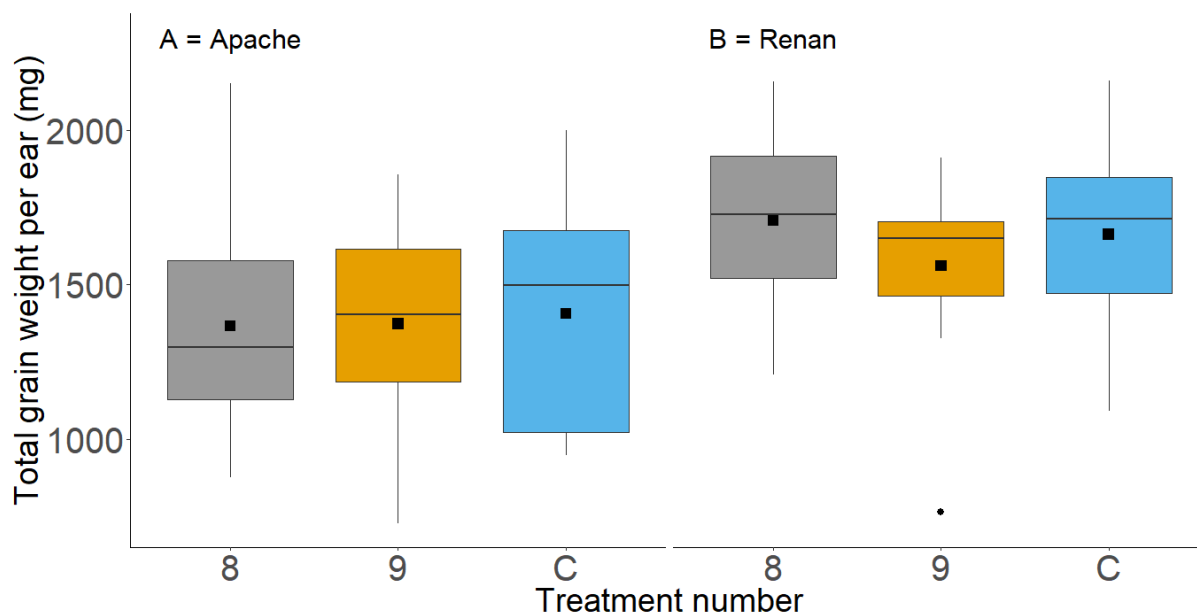 A = Apache
B = Renan
Total grain weight per ear (mg)
2000
1500
1000
8 9 C
8 9 C
Treatment number